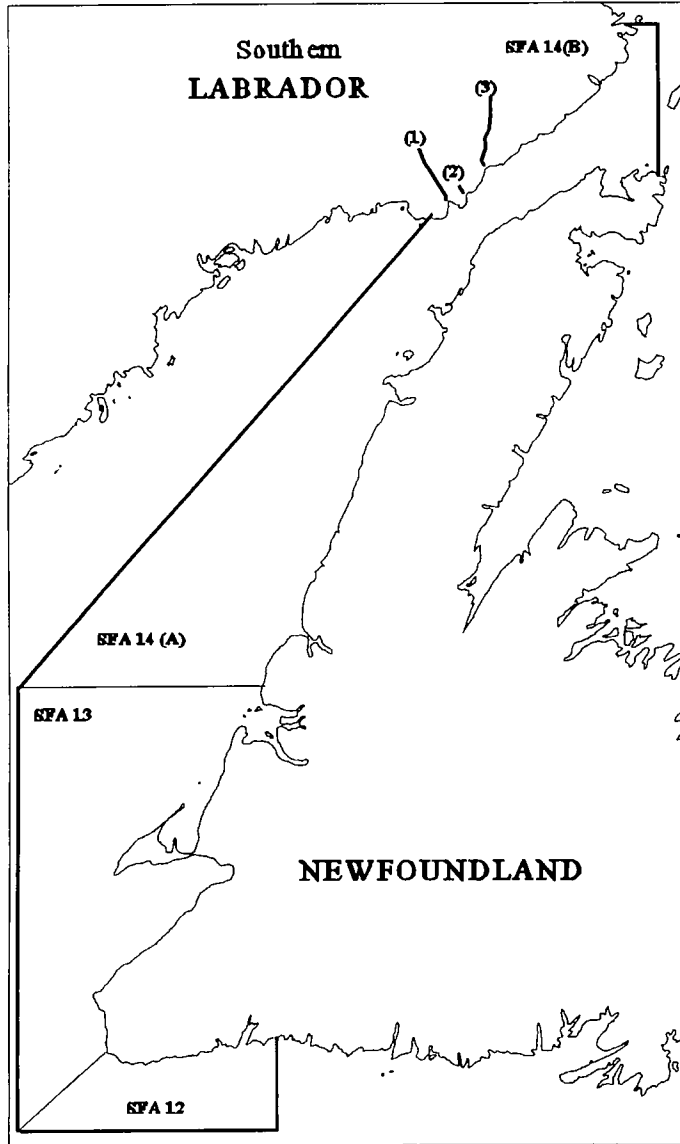 Southern
LABRADOR
SFA 14(B)
(3)
(1)
(2)
SFA 14 (A)
SFA 13
NEWFOUNDLAND
SFA 12